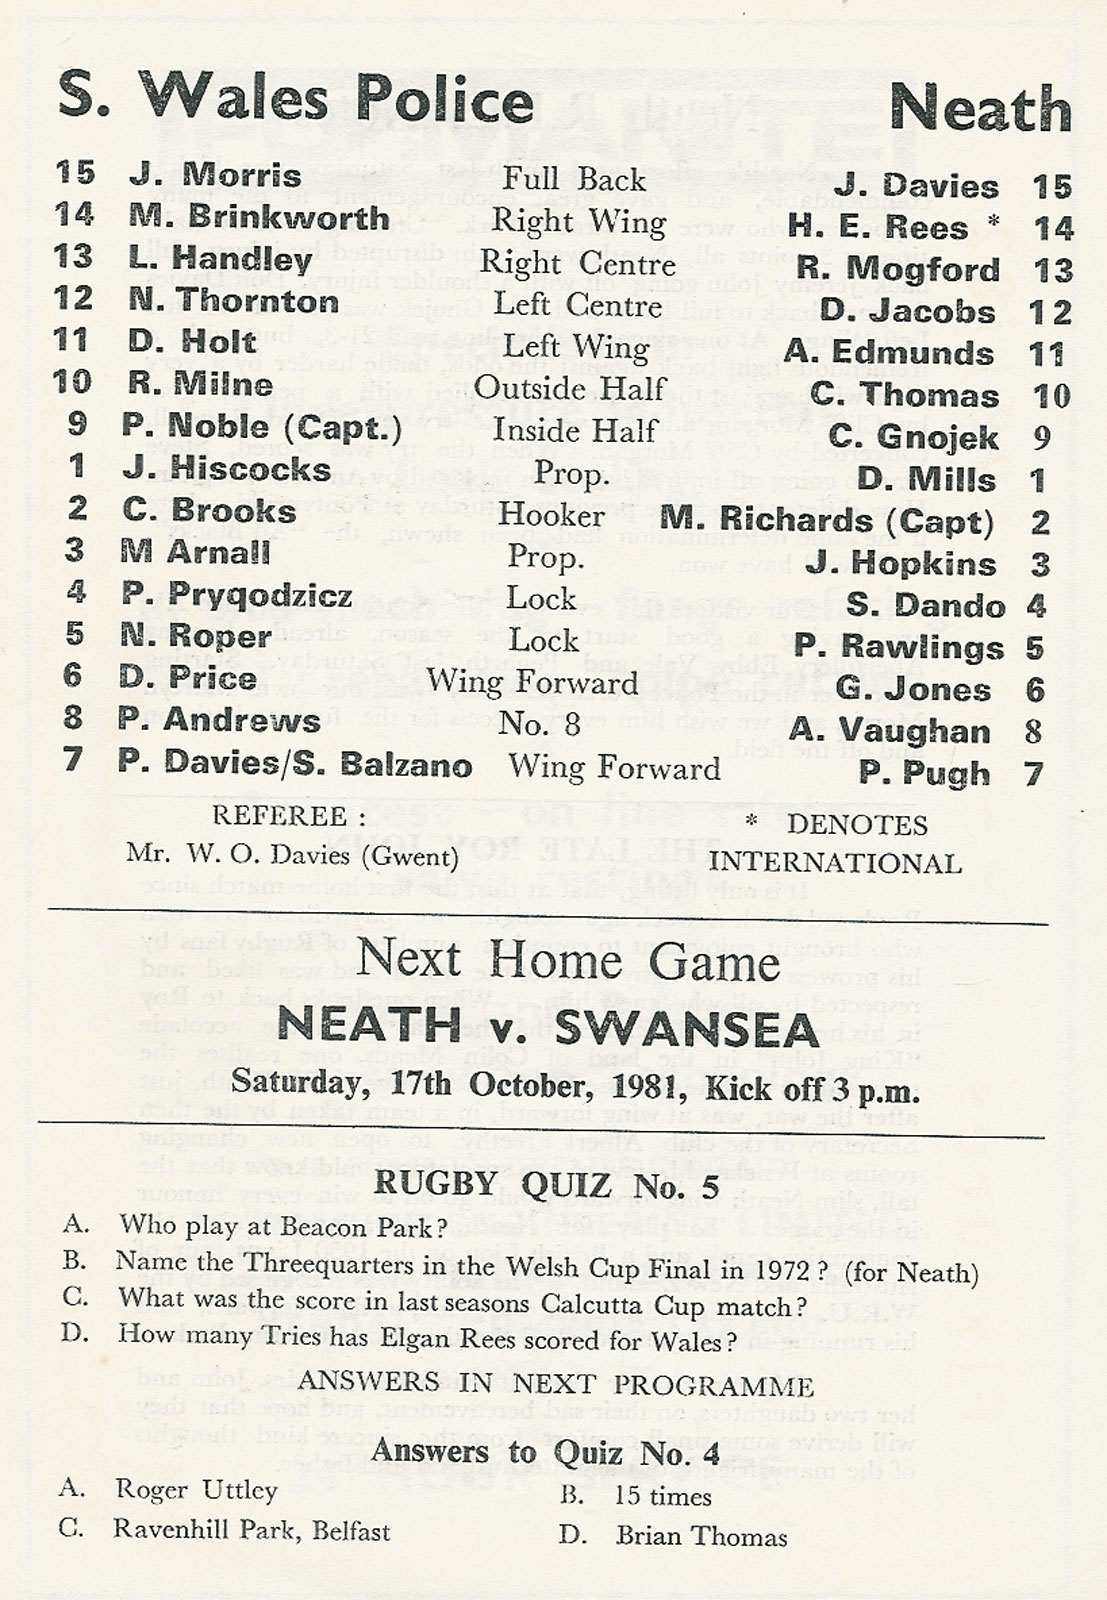 S. Wales Police Neath
15 J. Morris Full Back J. Davies 15
14 M. Brinkworth Right Wing H. E. Rees * 14
13 L. Handley Right Centre R. Mogford 13
12 N. Thornton Left Centre D. Jacobs 12
11 D. Holt Left Wing A. Edmunds 11
10 R. Milne Outside Half C. Thomas 10
9 P. Noble (Capt.) Inside Half C. Gnojek 9
1 J. Hiscocks Prop. D. Mills 1
2 C. Brooks Hooker M. Richards (Capt) 2
3 M Arnall Prop. J. Hopkins 3
4 P. Pryqodzicz Lock S. Dando 4
5 N. Roper Lock P. Rawlings 5
6 D. Price Wing Forward G. Jones 6
8 P. Andrews No. 8 A. Vaughan 8
7 P. Davies/S. Balzano Wing Forward P. Pugh 7
REFEREE :
Mr. W. O. Davies (Gwent)
* DENOTES
INTERNATIONAL
Next Home Game
NEATH v. SWANSEA
Saturday, 17th October, 1981, Kick off 3 p.m.
RUGBY QUIZ No. 5
A. Who play at Beacon Park?
B. Name the Threequarters in the Welsh Cup Final in 1972 ? (for Neath)
C. What was the score in last seasons Calcutta Cup match?
D. How many Tries has Elgan Rees scored for Wales?
ANSWERS IN NEXT PROGRAMME
Answers to Quiz No. 4
A. Roger Uttley B. 15 times
C. Ravenhill Park, Belfast D. Brian Thomas